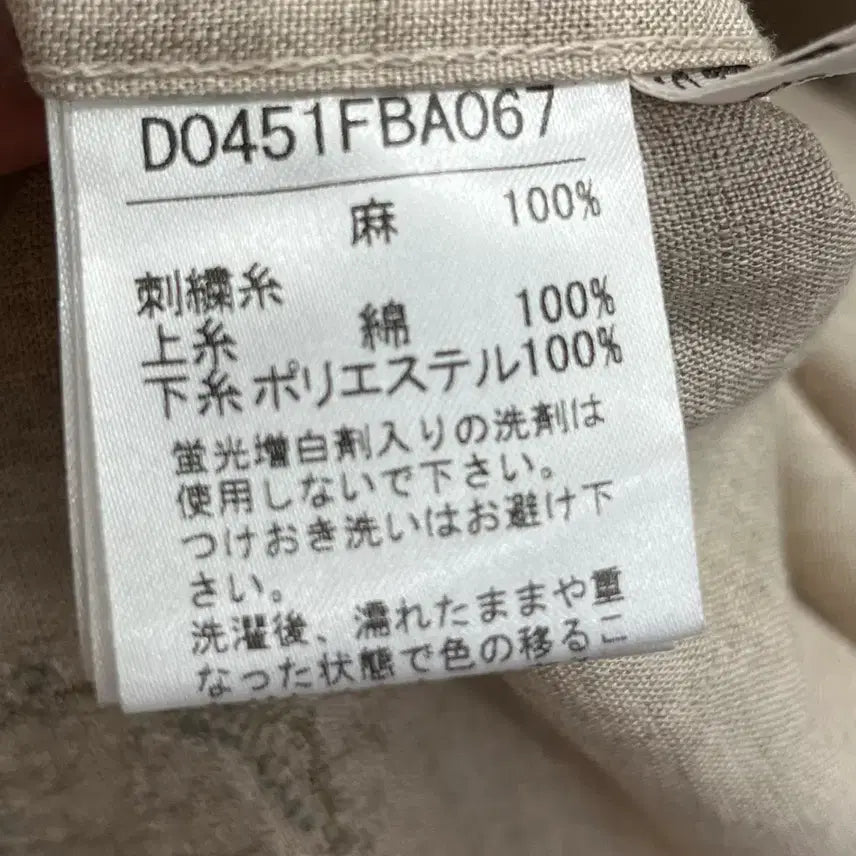 D0451FBA067
麻 100%
刺繍糸
上糸 綿 100%
下糸 ポリエステル100%
蛍光増白剤入りの洗剤は
使用しないで下さい。
つけおき洗いはお避け下
さい。
洗濯後、濡れたままや重
なった状態で色の移るこ